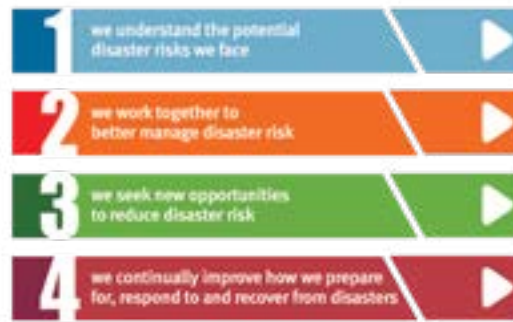 1
we understand the potential
disaster risks we face
2
we work together to
better manage disaster risk
3
we seek new opportunities
to reduce disaster risk
4
we continually improve how we prepare
for, respond to and recover from disasters